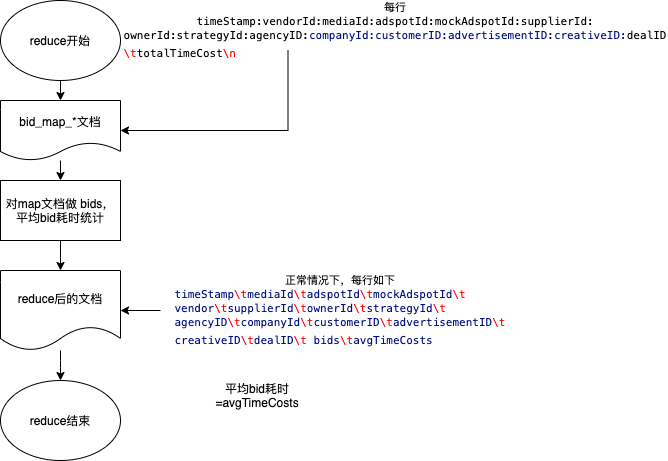 每行
timeStamp:vendorId:mediaId:adspotId:mockAdspotId:supplierId:
ownerId:strategyId:agencyID:companyId:customerID:advertisementID:creativeID:dealID
\ttotalTimeCost\n
reduce开始
bid_map_*文档
对map文档做 bids，
平均bid耗时统计
正常情况下，每行如下
timeStamp\tmediaId\tadspotId\tmockAdspotId\t
vendor\tsupplierId\townerId\tstrategyId\t
agencyID\tcompanyId\tcustomerID\tadvertisementID\t
creativeID\tdealID\t bids\tavgTimeCosts
reduce后的文档
平均bid耗时
=avgTimeCosts
reduce结束